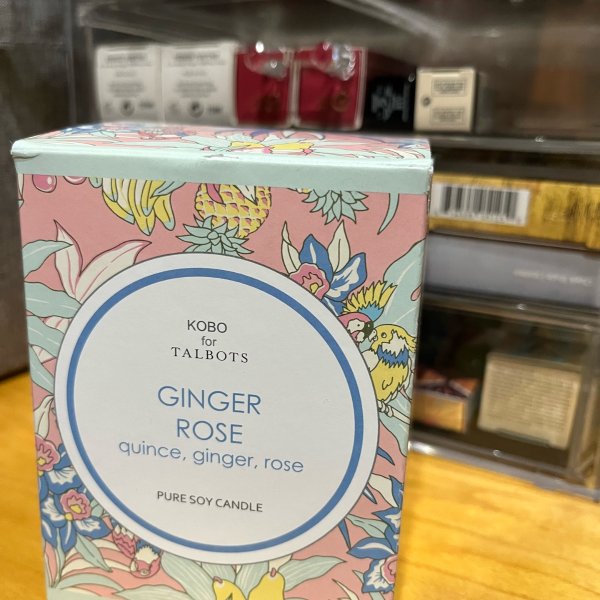 KOBO
for
TALBOTS
GINGER
ROSE
quince, ginger, rose
PURE SOY CANDLE